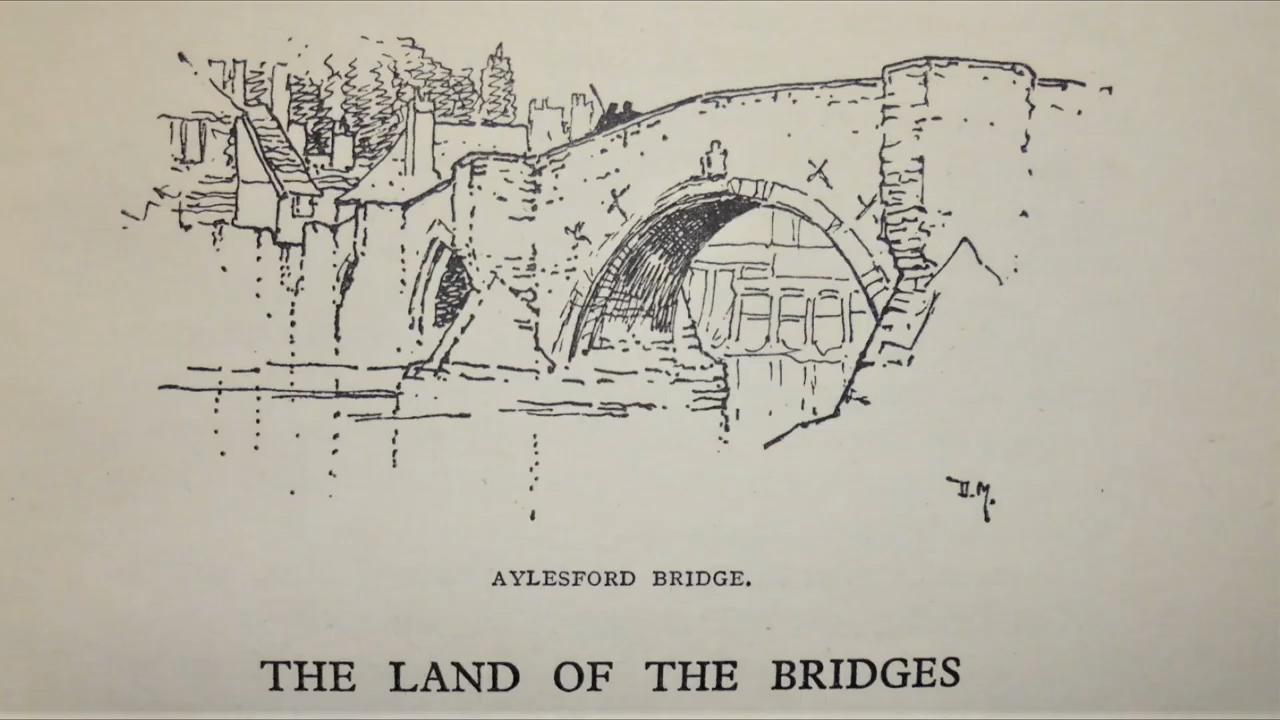 D.M.
AYLESFORD BRIDGE.
THE LAND OF THE BRIDGES